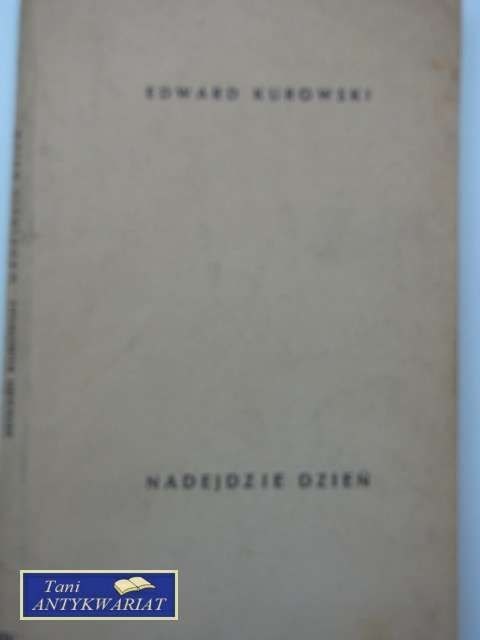 EDWARD KUROWSKI
NADEJDZIE DZIEŃ
Tani
ANTYKWARIAT